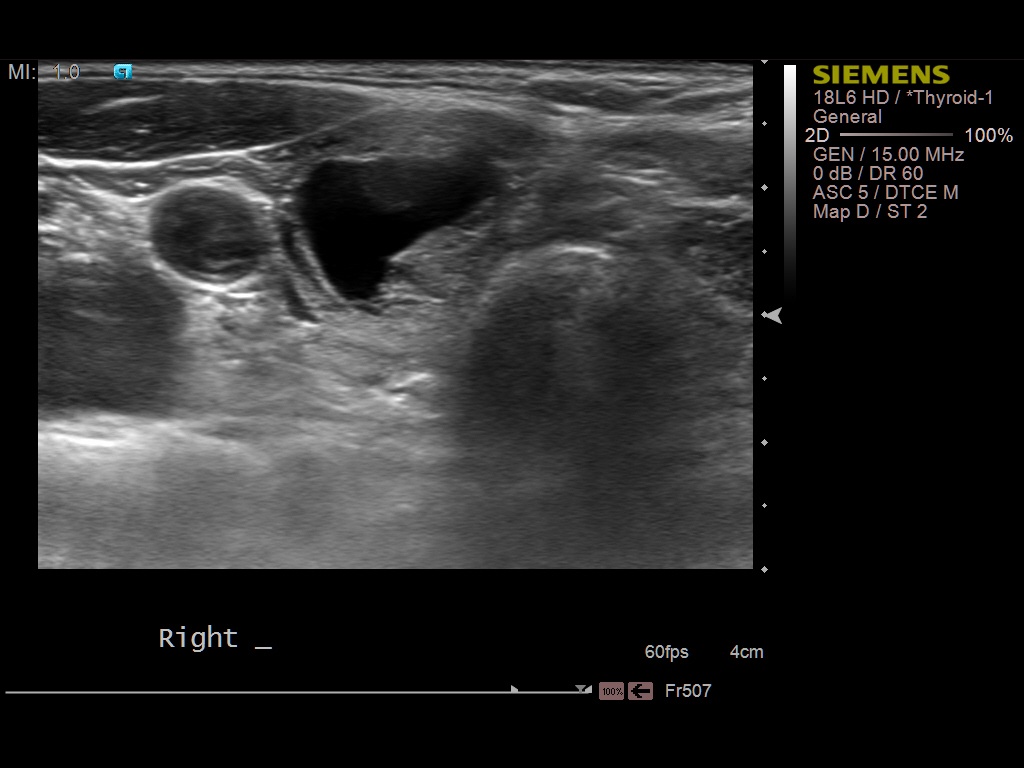 MI: 1.0
SIEMENS
18L6 HD / *Thyroid-1
General
2D 100%
GEN / 15.00 MHz
0 dB / DR 60
ASC 5 / DTCE M
Map D / ST 2
Right _
60fps 4cm
100% Fr507